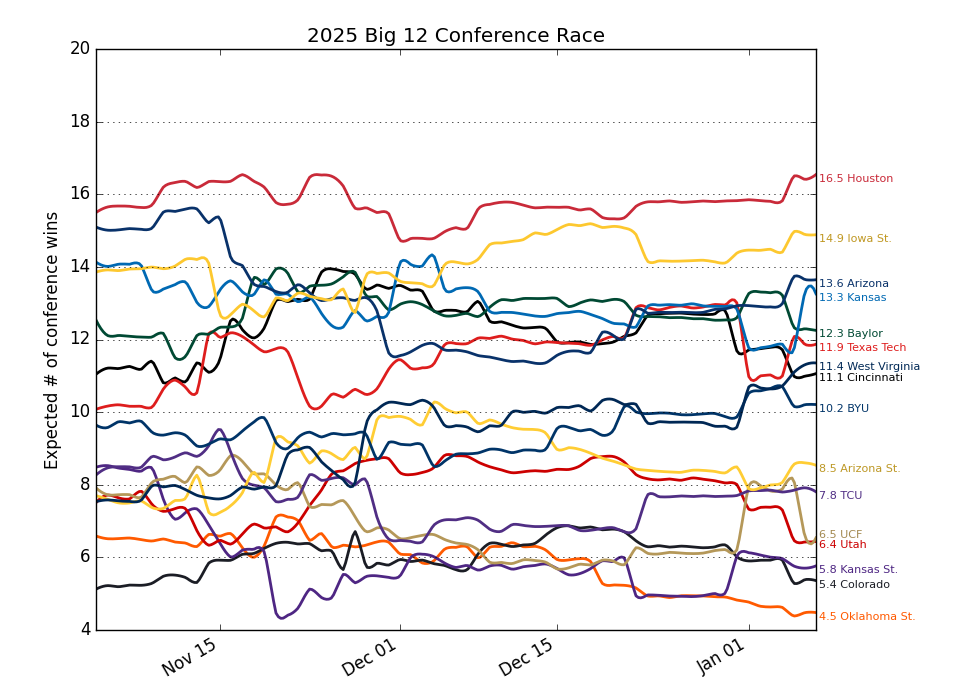 2025 Big 12 Conference Race
Expected # of conference wins
20
18
16
14
12
10
8
6
4
Nov 15
Dec 01
Dec 15
Jan 01
16.5 Houston
14.9 Iowa St.
13.6 Arizona
13.3 Kansas
12.3 Baylor
11.9 Texas Tech
11.4 West Virginia
11.1 Cincinnati
10.2 BYU
8.5 Arizona St.
7.8 TCU
6.5 UCF
6.4 Utah
5.8 Kansas St.
5.4 Colorado
4.5 Oklahoma St.